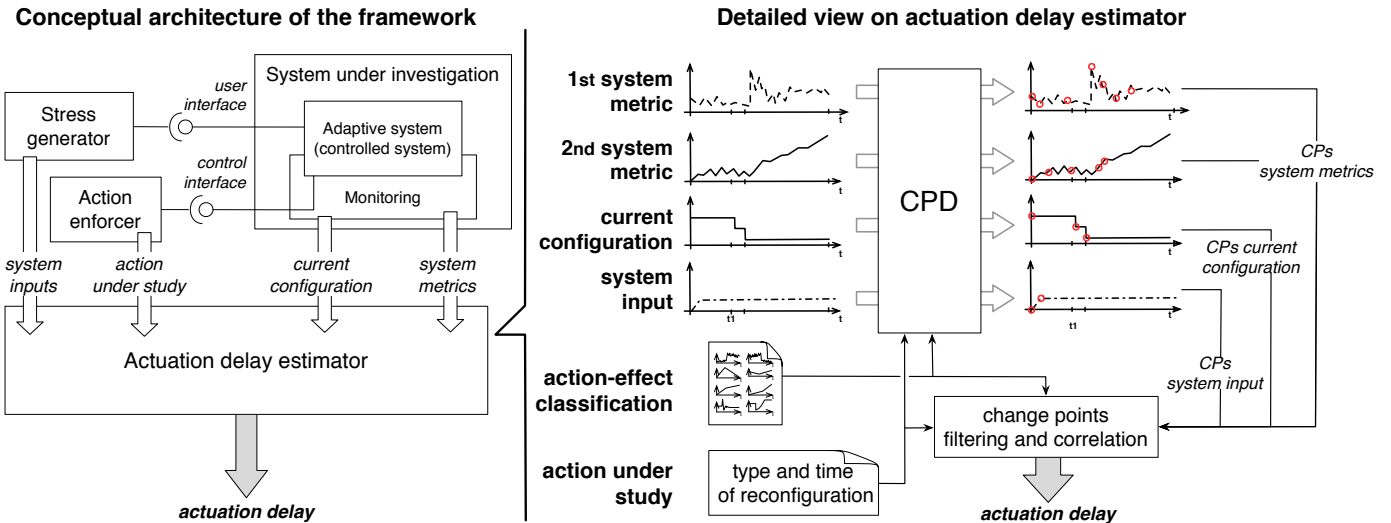 Conceptual architecture of the framework
System under investigation
user
interface
Stress
generator
Adaptive system
(controlled system)
control
interface
Action
enforcer
Monitoring
system
inputs
action
under study
current
configuration
system
metrics
Actuation delay estimator
actuation delay
Detailed view on actuation delay estimator
1st system
metric
t
t
2nd system
metric
t
t
CPD
CPs
system metrics
current
configuration
t
t
CPs current
configuration
system
input
t1
t
t1
t
CPs
system input
action-effect
classification
change points
filtering and correlation
action under
study
type and time
of reconfiguration
actuation delay